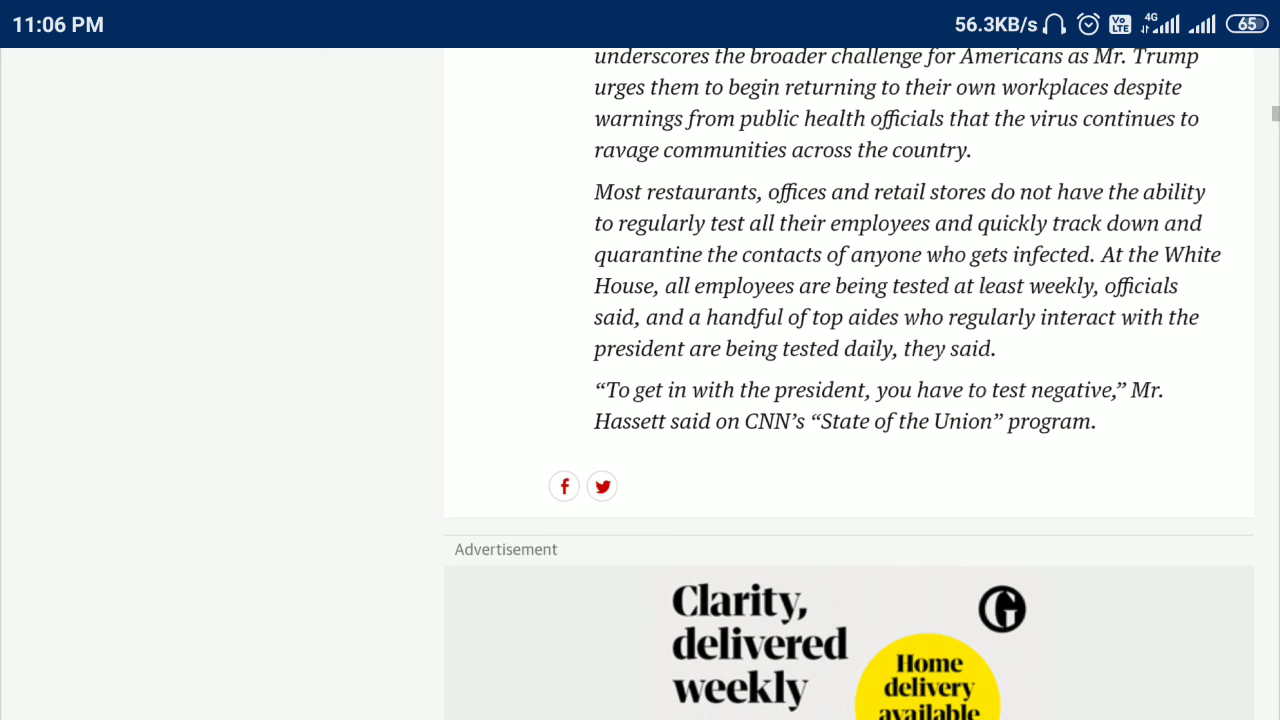 11:06 PM
56.3KB/s
Vo
LTE
4G
65
underscores the broader challenge for Americans as Mr. Trump
urges them to begin returning to their own workplaces despite
warnings from public health officials that the virus continues to
ravage communities across the country.
Most restaurants, offices and retail stores do not have the ability
to regularly test all their employees and quickly track down and
quarantine the contacts of anyone who gets infected. At the White
House, all employees are being tested at least weekly, officials
said, and a handful of top aides who regularly interact with the
president are being tested daily, they said.
“To get in with the president, you have to test negative,” Mr.
Hassett said on CNN’s “State of the Union” program.
f
Advertisement
Clarity,
delivered
weekly
G
Home
delivery
available